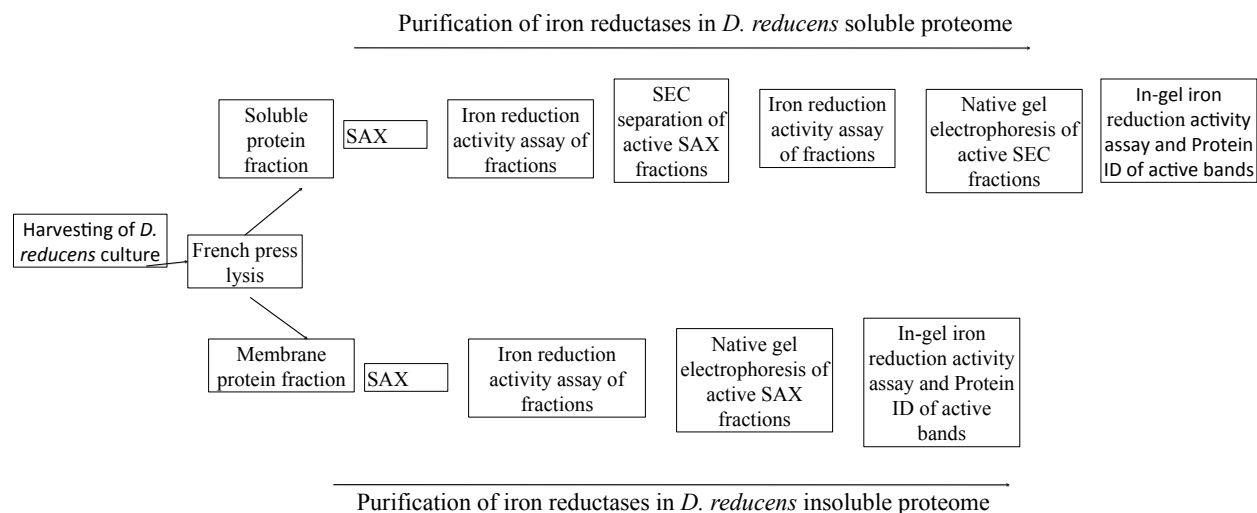 Purification of iron reductases in D. reducens soluble proteome
Soluble
protein
fraction
SAX
Iron reduction
activity assay of
fractions
SEC
separation of
active SAX
fractions
Iron reduction
activity assay
of fractions
Native gel
electrophoresis of
active SEC
fractions
In-gel iron
reduction activity
assay and Protein
ID of active bands
Harvesting of D.
reducens culture
French press
lysis
Membrane
protein fraction
SAX
Iron reduction
activity assay of
fractions
Native gel
electrophoresis of
active SAX
fractions
In-gel iron
reduction activity
assay and Protein
ID of active
bands
Purification of iron reductases in D. reducens insoluble proteome